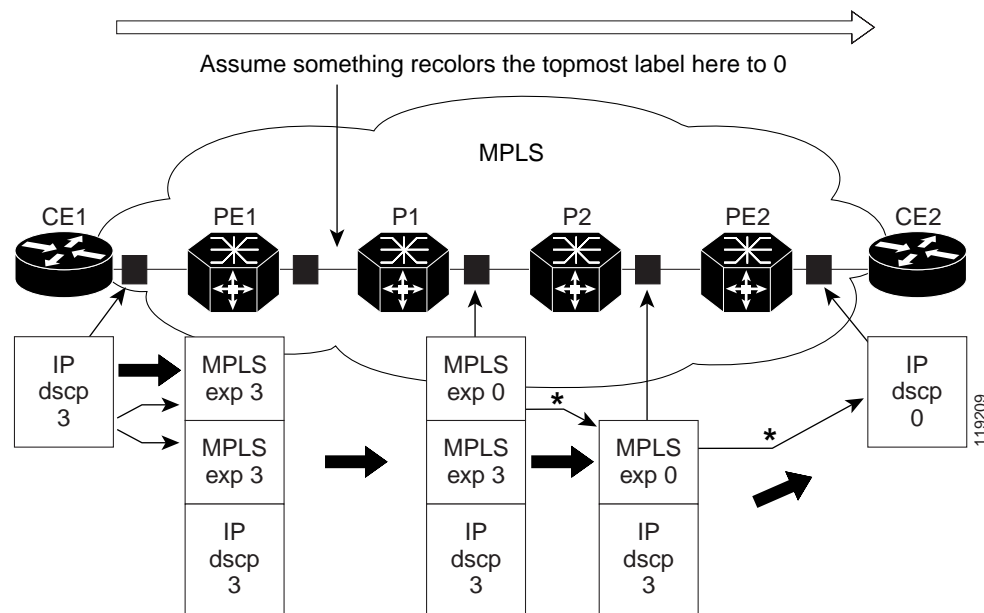 Assume something recolors the topmost label here to 0
MPLS
CE1
PE1
P1
P2
PE2
CE2
IP
dscp
3
MPLS
exp 3
MPLS
exp 3
IP
dscp
3
MPLS
exp 0
*
MPLS
exp 3
IP
dscp
3
MPLS
exp 0
IP
dscp
3
*
IP
dscp
0
119209